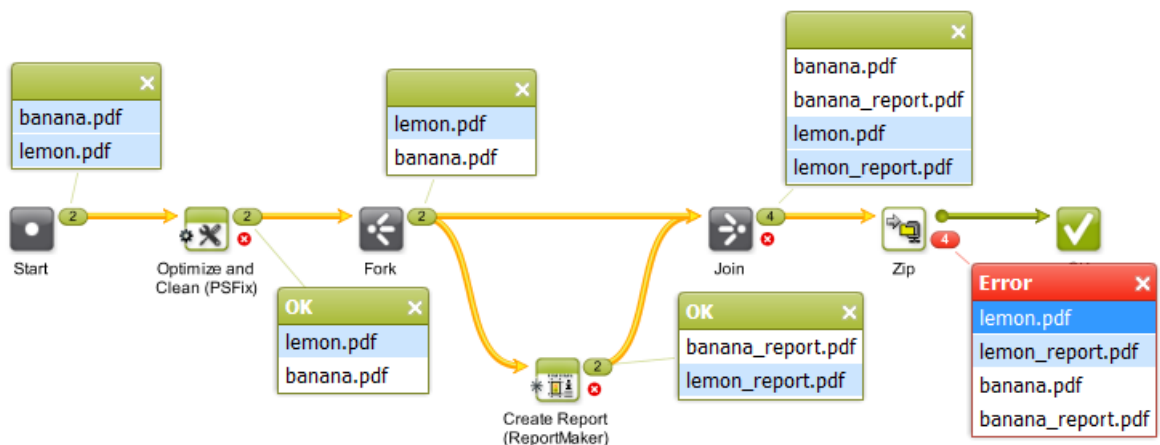 banana.pdf
lemon.pdf
2
Start
2
Optimize and
Clean (PSFix)
OK
lemon.pdf
banana.pdf
lemon.pdf
banana.pdf
2
Fork
2
Create Report
(ReportMaker)
OK
banana_report.pdf
lemon_report.pdf
banana.pdf
banana_report.pdf
lemon.pdf
lemon_report.pdf
4
Join
Zip
4
Error
lemon.pdf
lemon_report.pdf
banana.pdf
banana_report.pdf